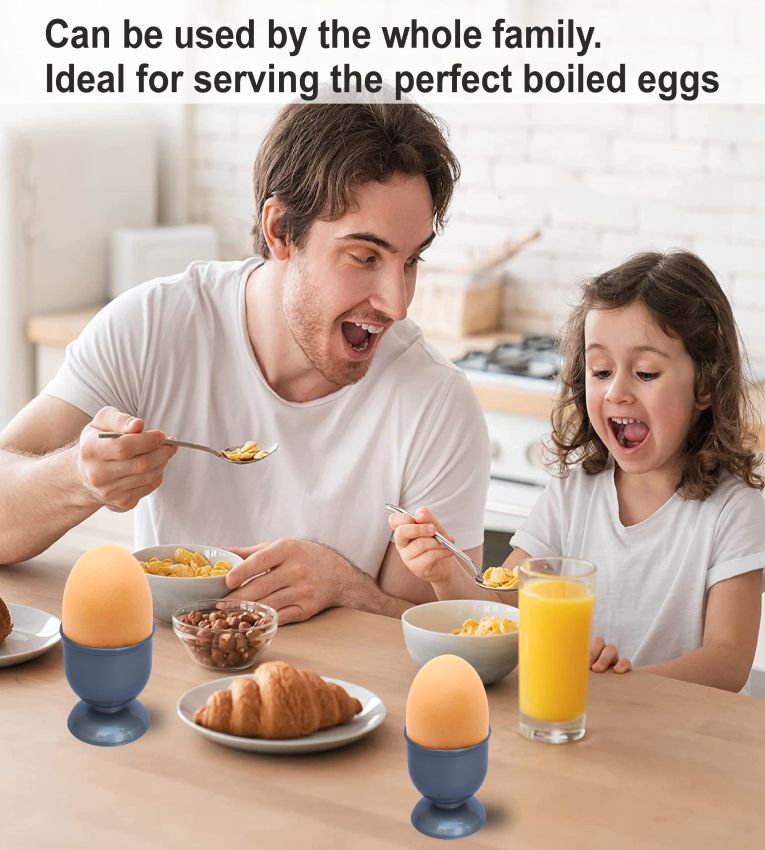 Can be used by the whole family.
Ideal for serving the perfect boiled eggs